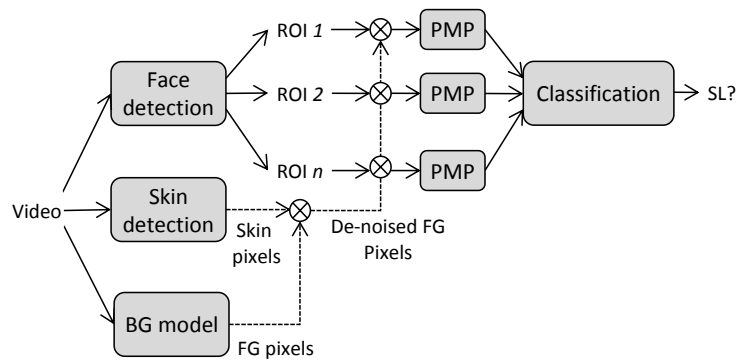 ROI 1
PMP
Face
detection
ROI 2
PMP
Classification
SL?
ROI n
PMP
Video
Skin
detection
Skin
pixels
De-noised FG
Pixels
BG model
FG pixels